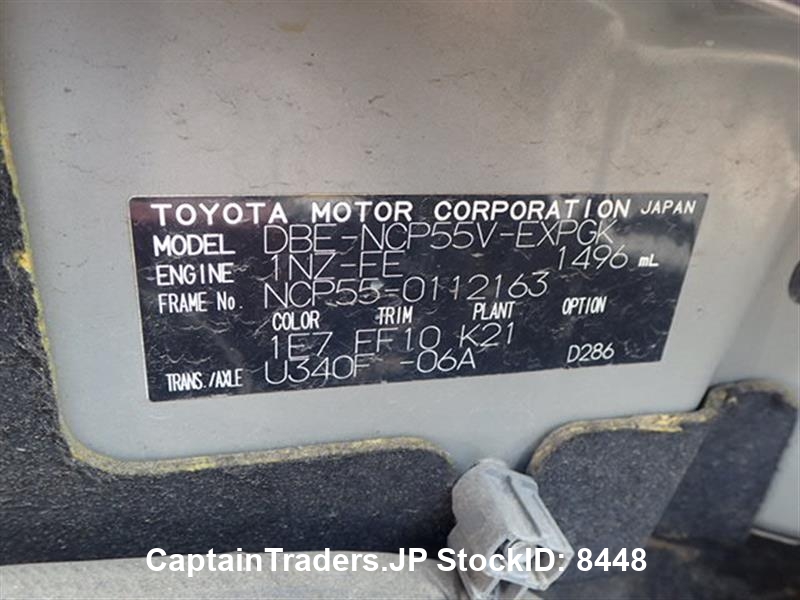 TOYOTA MOTOR CORPORATION JAPAN
MODEL DBE-NCP55V-EXPGK
ENGINE 1NZ-FE 1496 mL
FRAME No. NCP55-0112163
COLOR TRIM PLANT OPTION
1E7 FF10 K21
TRANS./AXLE U340F -06A D286
CaptainTraders.JP StockID: 8448